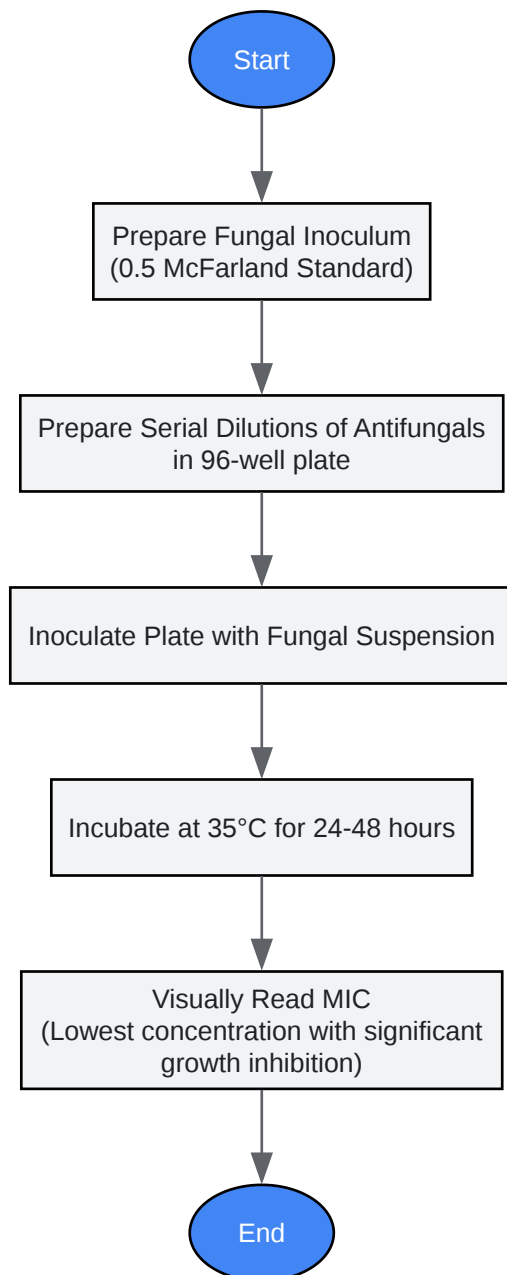 Start
Prepare Fungal Inoculum
(0.5 McFarland Standard)
Prepare Serial Dilutions of Antifungals
in 96-well plate
Inoculate Plate with Fungal Suspension
Incubate at 35°C for 24-48 hours
Visually Read MIC
(Lowest concentration with significant
growth inhibition)
End